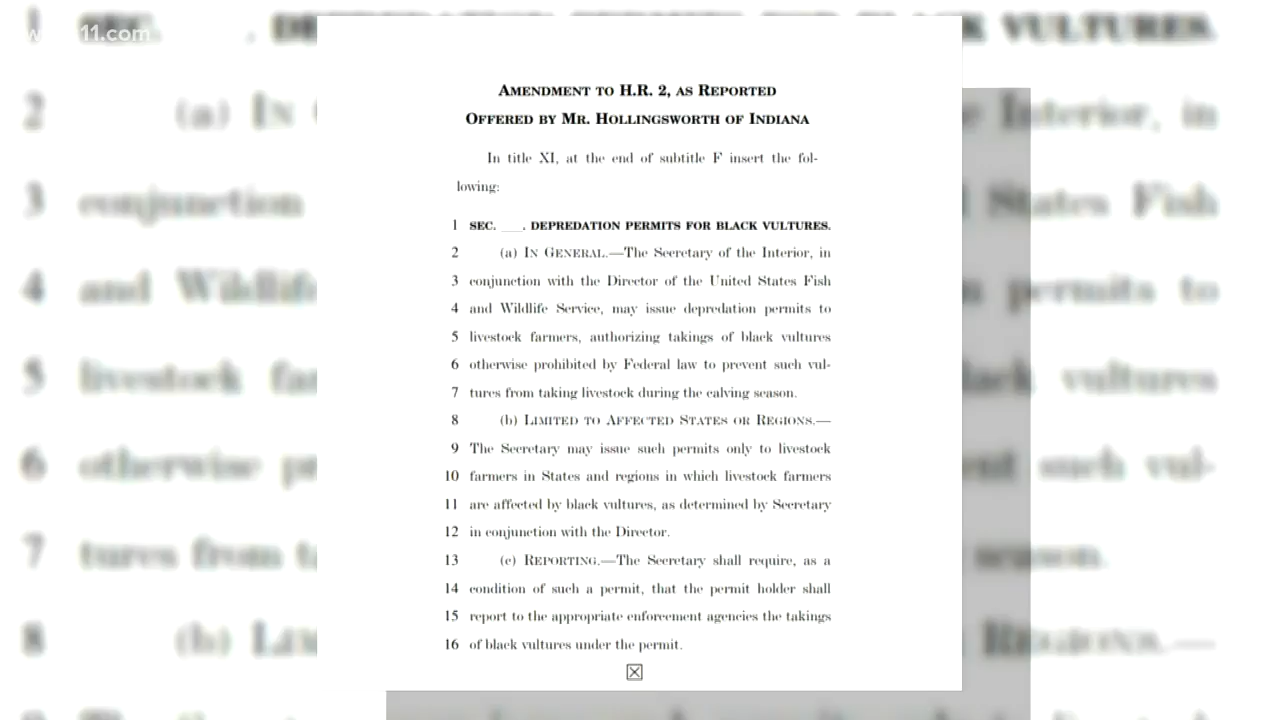 11.com
AMENDMENT TO H.R. 2, AS REPORTED
OFFERED BY MR. HOLLINGSWORTH OF INDIANA
In title XI, at the end of subtitle F insert the fol-
lowing:
1 SEC. ___. DEPREDATION PERMITS FOR BLACK VULTURES.
2 (a) IN GENERAL.—The Secretary of the Interior, in
3 conjunction with the Director of the United States Fish
4 and Wildlife Service, may issue depredation permits to
5 livestock farmers, authorizing takings of black vultures
6 otherwise prohibited by Federal law to prevent such vul-
7 tures from taking livestock during the calving season.
8 (b) LIMITED TO AFFECTED STATES OR REGIONS.—
9 The Secretary may issue such permits only to livestock
10 farmers in States and regions in which livestock farmers
11 are affected by black vultures, as determined by Secretary
12 in conjunction with the Director.
13 (c) REPORTING.—The Secretary shall require, as a
14 condition of such a permit, that the permit holder shall
15 report to the appropriate enforcement agencies the takings
16 of black vultures under the permit.